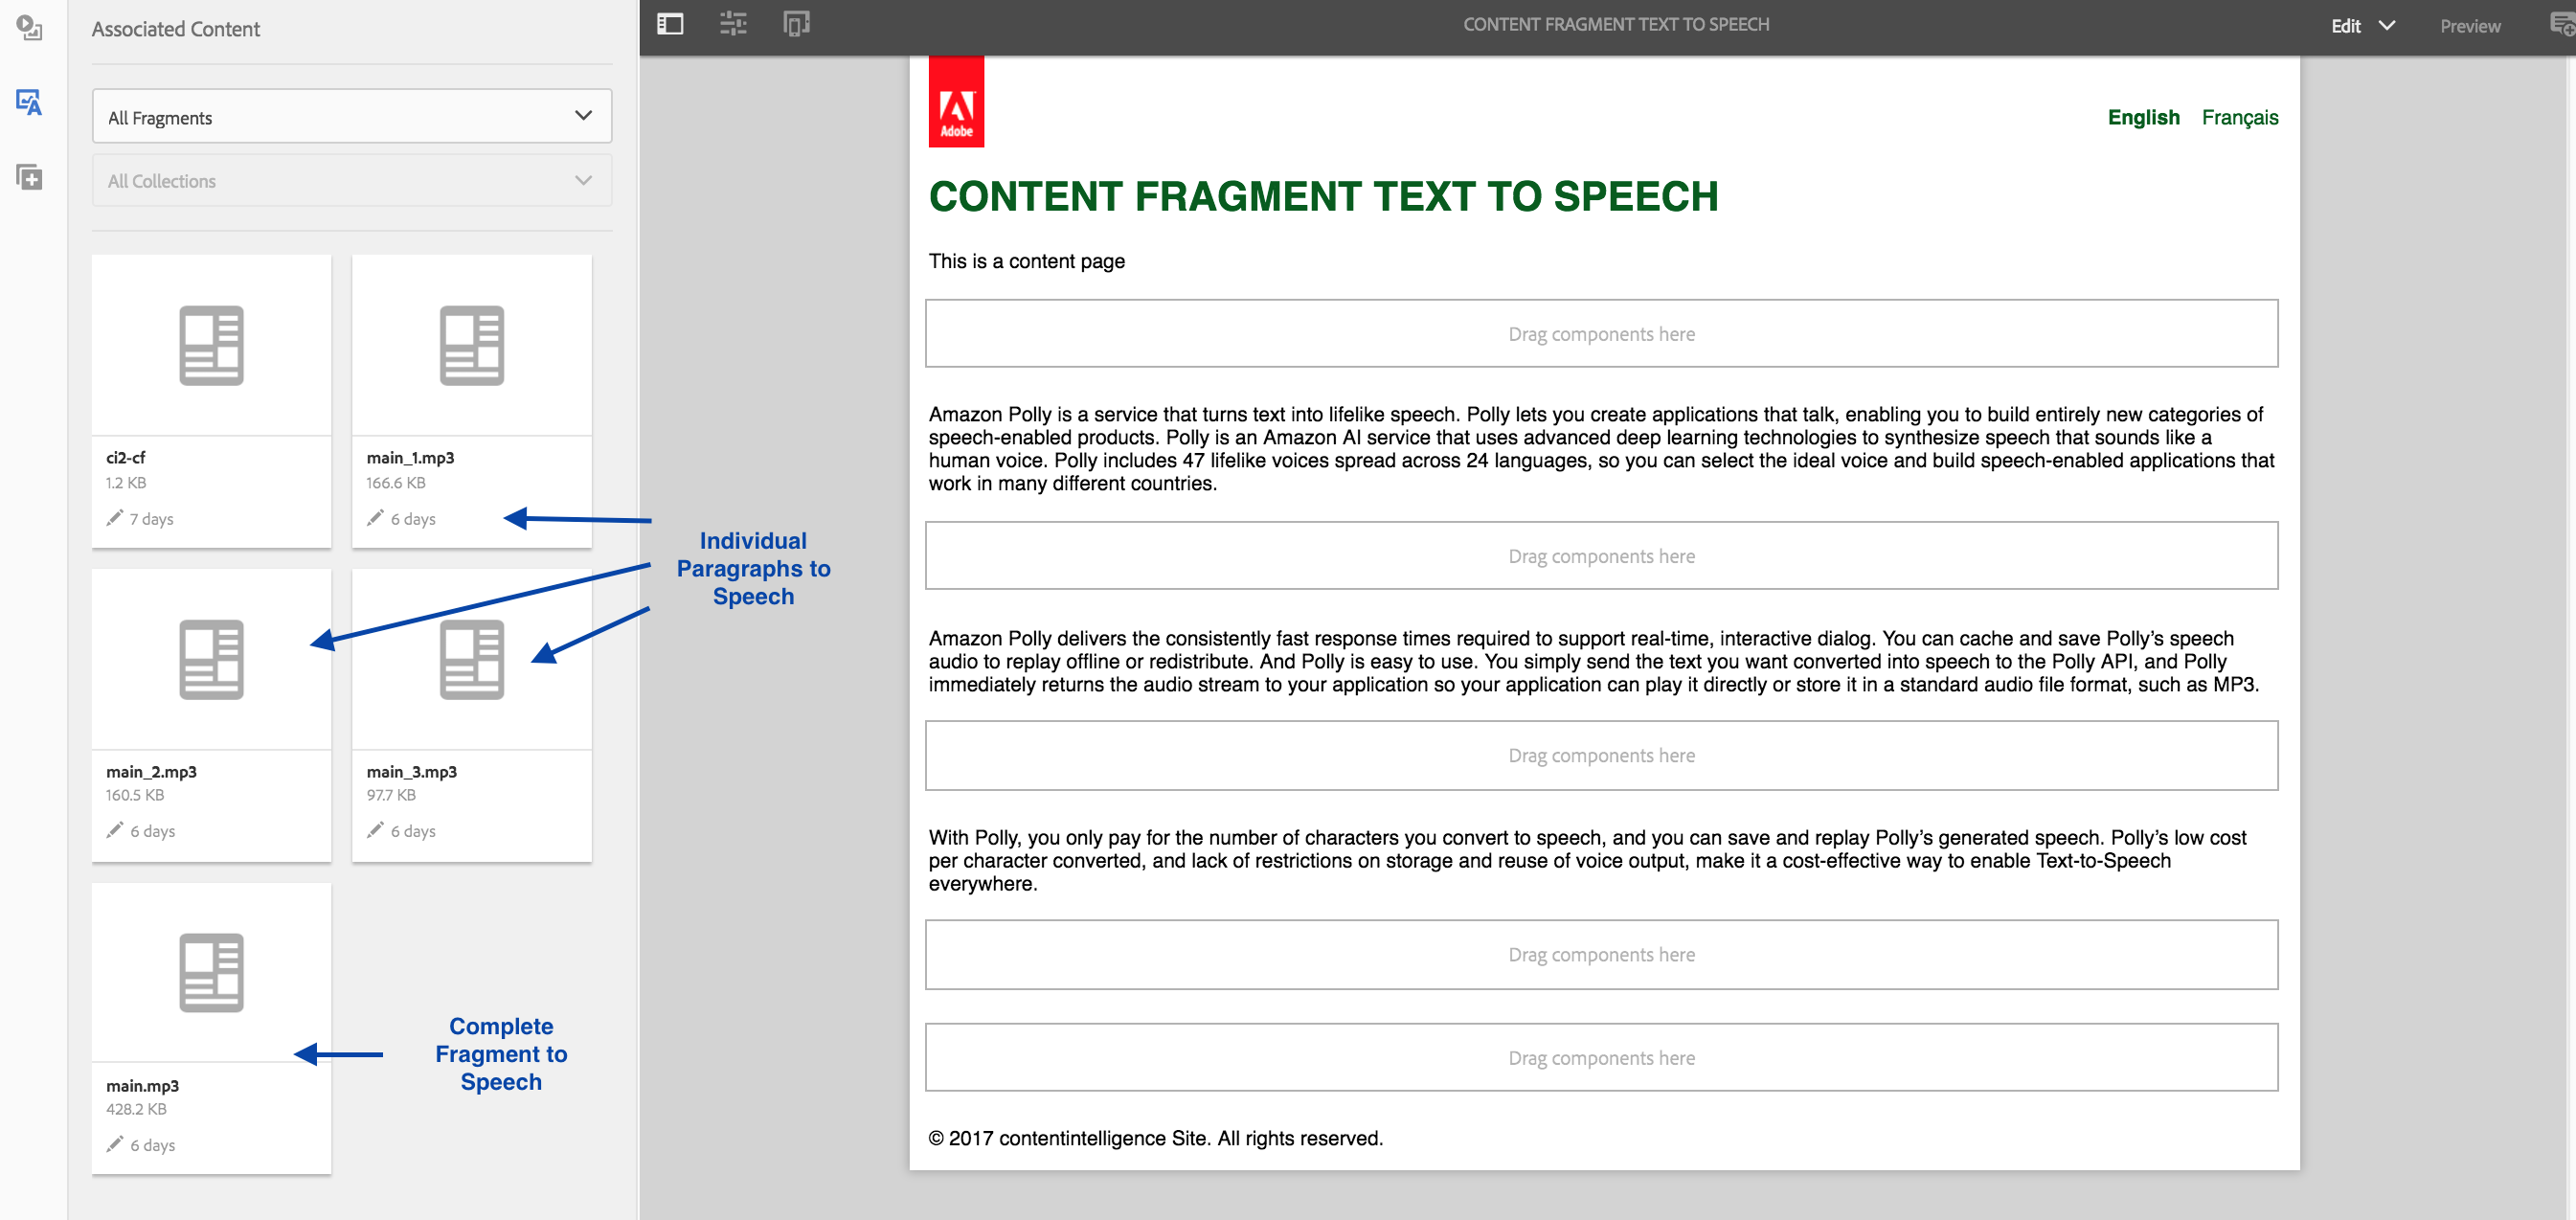 Associated Content
All Fragments
All Collections
ci2-cf
1.2 KB
7 days
main_1.mp3
166.6 KB
6 days
main_2.mp3
160.5 KB
6 days
main_3.mp3
97.7 KB
6 days
main.mp3
428.2 KB
6 days
Individual
Paragraphs to
Speech
Complete
Fragment to
Speech
CONTENT FRAGMENT TEXT TO SPEECH
Edit
Preview
Adobe
English Français
CONTENT FRAGMENT TEXT TO SPEECH
This is a content page
Drag components here
Amazon Polly is a service that turns text into lifelike speech. Polly lets you create applications that talk, enabling you to build entirely new categories of
speech-enabled products. Polly is an Amazon AI service that uses advanced deep learning technologies to synthesize speech that sounds like a
human voice. Polly includes 47 lifelike voices spread across 24 languages, so you can select the ideal voice and build speech-enabled applications that
work in many different countries.
Drag components here
Amazon Polly delivers the consistently fast response times required to support real-time, interactive dialog. You can cache and save Polly’s speech
audio to replay offline or redistribute. And Polly is easy to use. You simply send the text you want converted into speech to the Polly API, and Polly
immediately returns the audio stream to your application so your application can play it directly or store it in a standard audio file format, such as MP3.
Drag components here
With Polly, you only pay for the number of characters you convert to speech, and you can save and replay Polly’s generated speech. Polly’s low cost
per character converted, and lack of restrictions on storage and reuse of voice output, make it a cost-effective way to enable Text-to-Speech
everywhere.
Drag components here
Drag components here
© 2017 contentintelligence Site. All rights reserved.